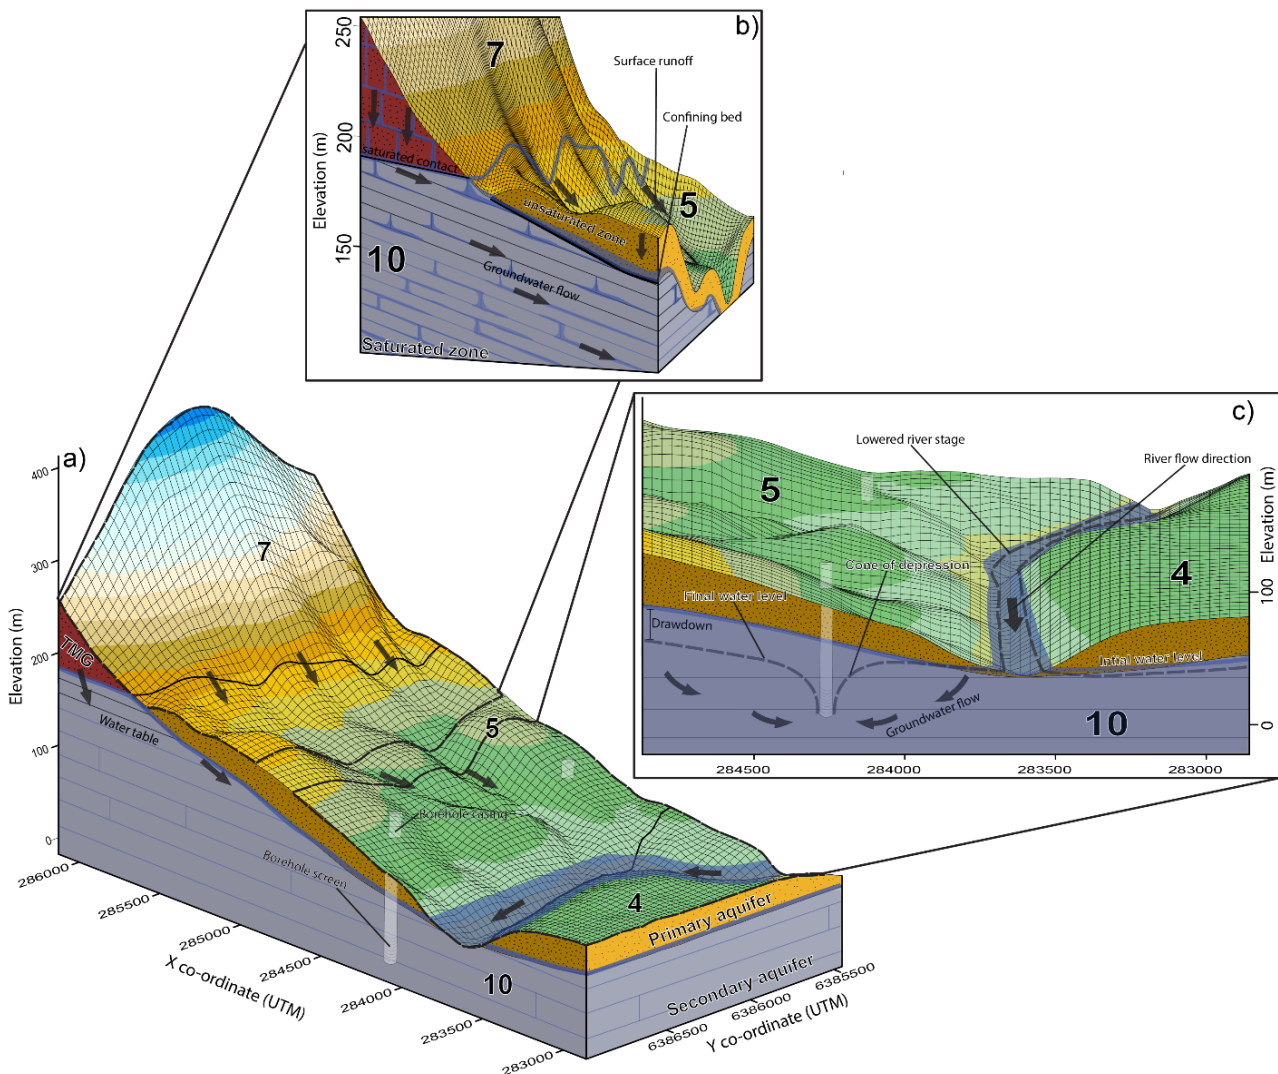 b)
250
200
150
Elevation (m)
7
Surface runoff
Confining bed
saturated contact
5
unsaturated zone
10
Groundwater flow
Saturated zone
c)
Lowered river stage
River flow direction
5
4
Cone of depression
Final water level
Drawdown
Intial water level
Groundwater flow
10
Elevation (m)
100
0
284500
284000
283500
283000
a)
400
300
200
100
0
Elevation (m)
7
TMG
Water table
5
Borehole casing
Borehole screen
4
Primary aquifer
Secondary aquifer
10
286000
285500
285000
284500
284000
283500
283000
X co-ordinate (UTM)
6386500
6386000
6385500
Y co-ordinate (UTM)